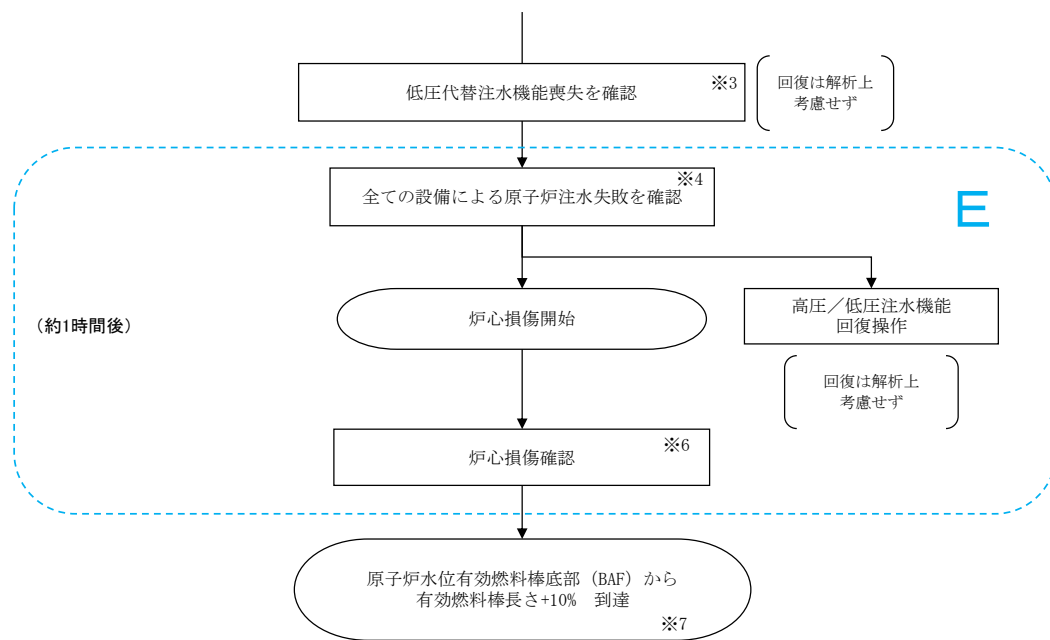 ※3
低圧代替注水機能喪失を確認
回復は解析上
考慮せず
※4
全ての設備による原子炉注水失敗を確認
E
(約1時間後)
炉心損傷開始
高圧／低圧注水機能
回復操作
回復は解析上
考慮せず
※6
炉心損傷確認
原子炉水位有効燃料棒底部（BAF）から
有効燃料棒長さ+10% 到達
※7